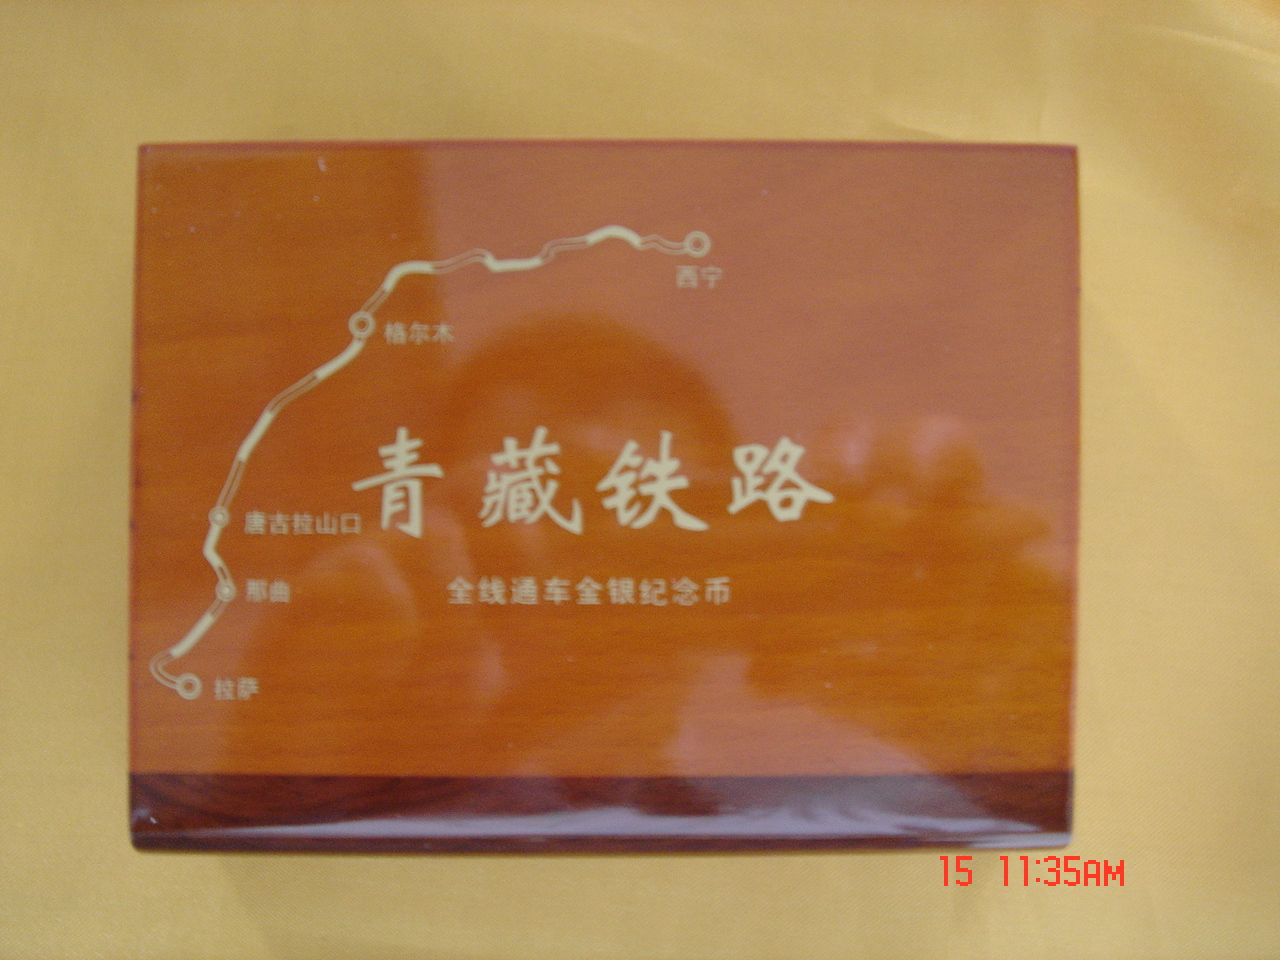 西宁
格尔木
青藏铁路
唐古拉山口
全线通车金银纪念币
那曲
拉萨
15 11:35AM